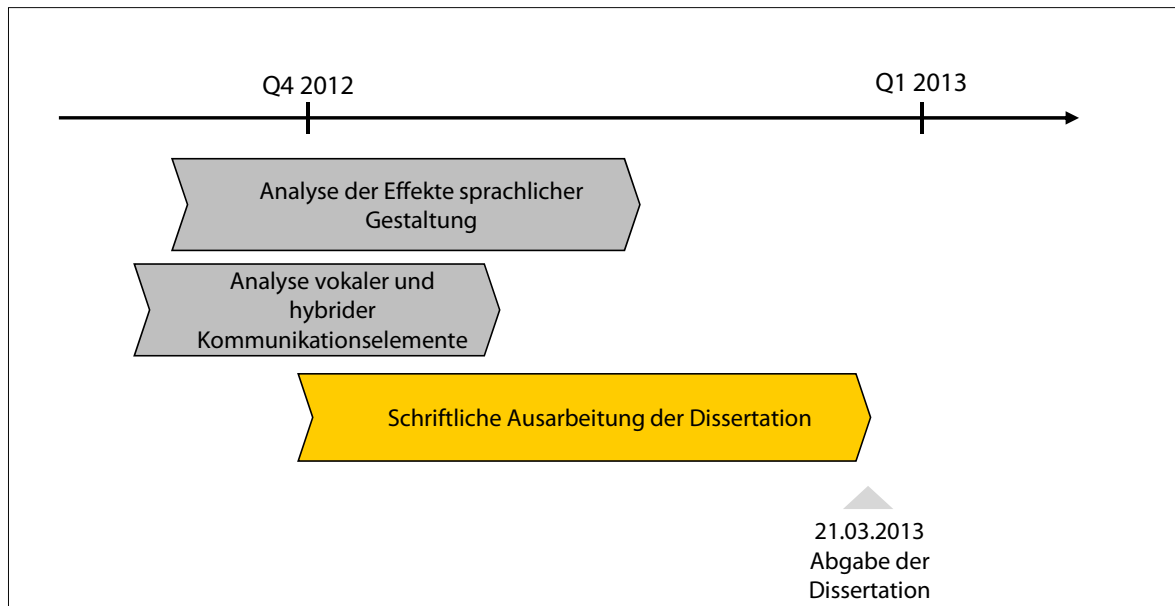 Q4 2012
Q1 2013
Analyse der Effekte sprachlicher
Gestaltung
Analyse vokaler und
hybrider
Kommunikationselemente
Schriftliche Ausarbeitung der Dissertation
21.03.2013
Abgabe der
Dissertation